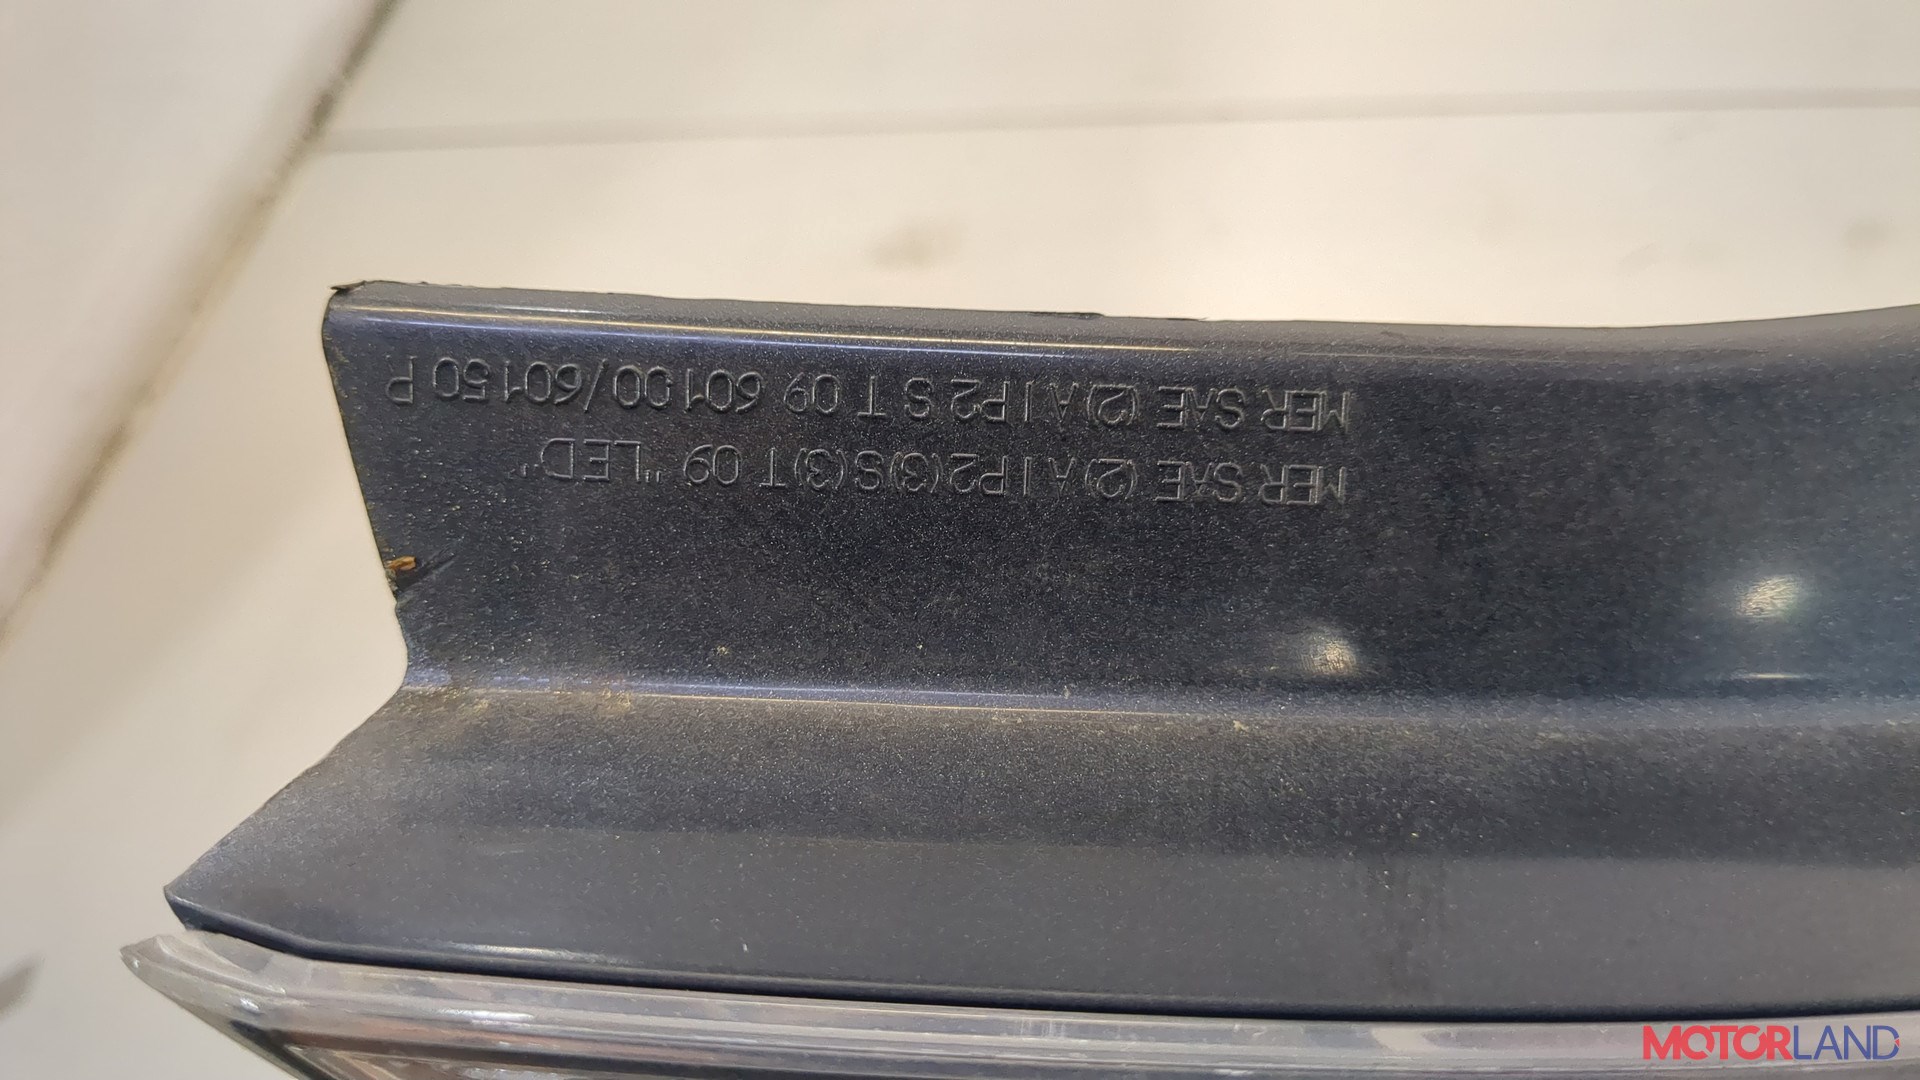 MER SAE (2) A I P2(3)S(3)T 09 "LED"
MER SAE (2) A I P2 S T 09 60100/60150 P.
MOTORLAND